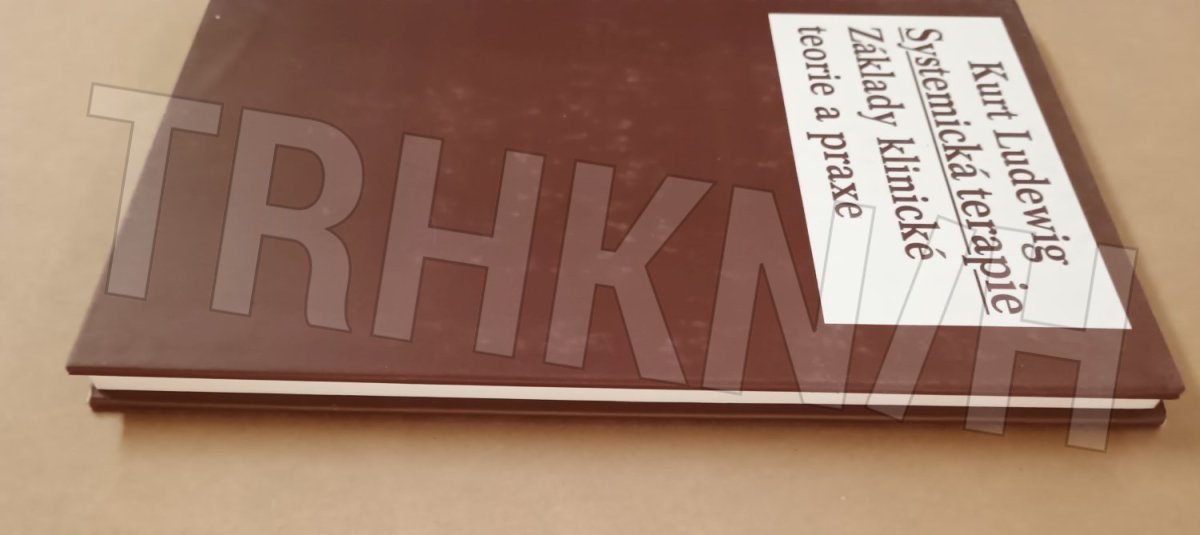 Kurt Ludewig
Systemická terapie
Základy klinické
teorie a praxe
TRHKNIH